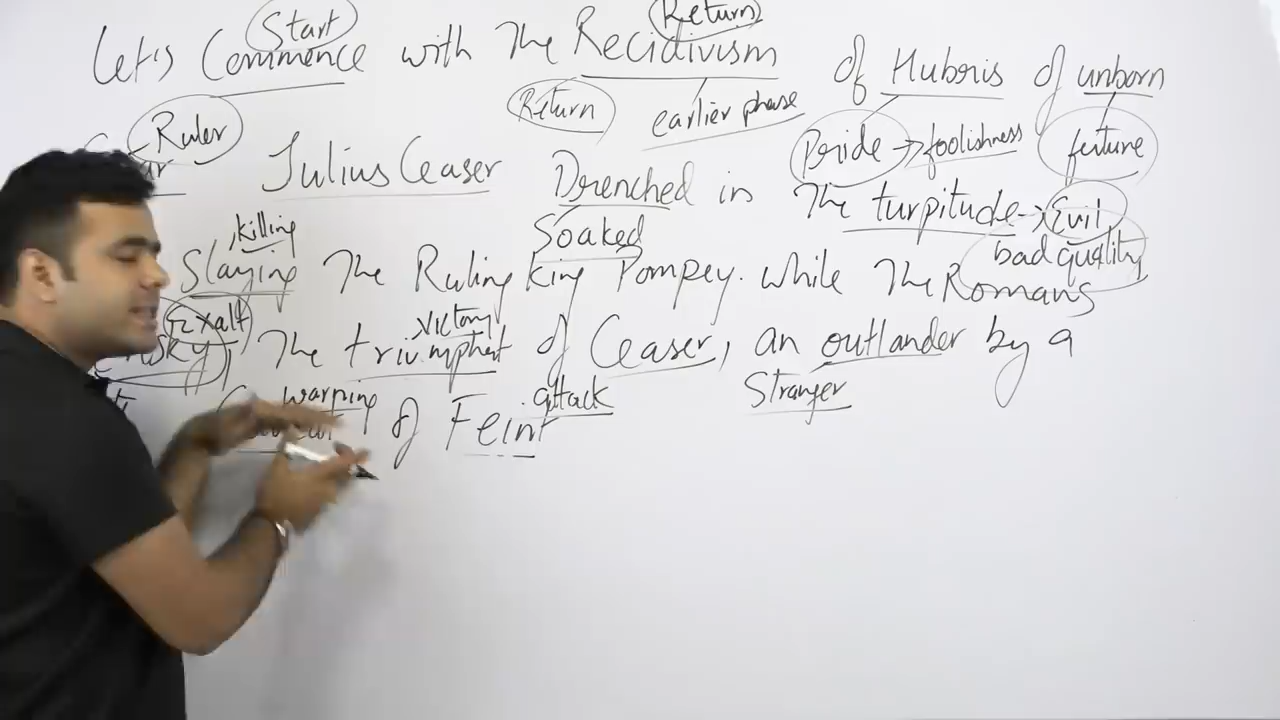 Start Return
Let's Commence with The Recidivism of Hubris of unborn
Return earlier phase Pride → foolishness future
Ruler
Julius Ceaser Drenched in The turpitude → Evil
killing Soaked bad quality
Slaying The Ruling king Pompey. while The Romans
Exalt victory
The triumphent of Ceaser, an outlander by a
warping attack Stranger
of Feint